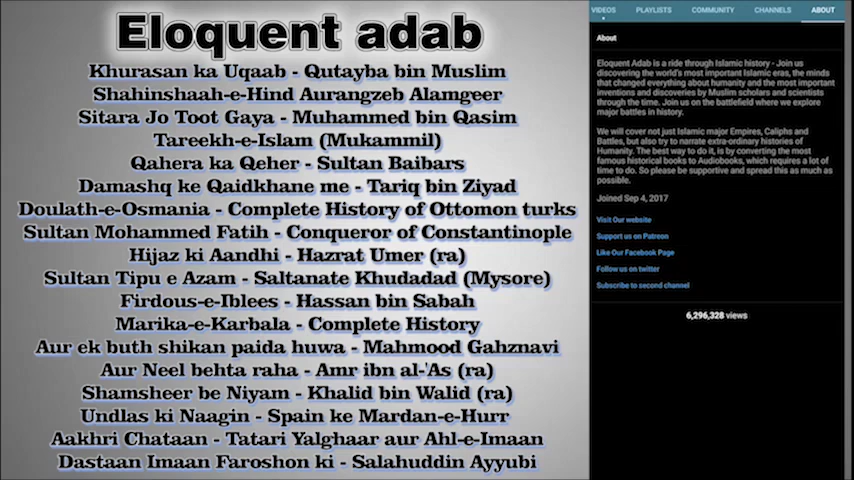 Eloquent adab
Khurasan ka Uqaab - Qutayba bin Muslim
Shahinshaah-e-Hind Aurangzeb Alamgeer
Sitara Jo Toot Gaya - Muhammed bin Qasim
Tareekh-e-Islam (Mukammil)
Qahera ka Qeher - Sultan Baibars
Damashq ke Qaidkhane me - Tariq bin Ziyad
Doulath-e-Osmania - Complete History of Ottomon turks
Sultan Mohammed Fatih - Conqueror of Constantinople
Hijaz ki Aandhi - Hazrat Umer (ra)
Sultan Tipu e Azam - Saltanate Khudadad (Mysore)
Firdous-e-Iblees - Hassan bin Sabah
Marika-e-Karbala - Complete History
Aur ek buth shikan paida huwa - Mahmood Gahznavi
Aur Neel behta raha - Amr ibn al-'As (ra)
Shamsheer be Niyam - Khalid bin Walid (ra)
Undlas ki Naagin - Spain ke Mardan-e-Hurr
Aakhri Chataan - Tatari Yalghaar aur Ahl-e-Imaan
Dastaan Imaan Faroshon ki - Salahuddin Ayyubi
VIDEOS PLAYLISTS COMMUNITY CHANNELS ABOUT
About
Eloquent Adab is a ride through Islamic history - Join us
discovering the world's most important Islamic eras, the minds
that changed everything about humanity and the most important
inventions and discoveries by Muslim scholars and scientists
through the time. Join us on the battlefield where we explore
major battles in history.
We will cover not just Islamic major Empires, Caliphs and
Battles, but also try to narrate extra-ordinary histories of
Humanity. The best way to do it, is by converting the most
famous historical books to Audiobooks, which requires a lot of
time to do. So please be supportive and spread this as much as
possible.
Joined Sep 4, 2017
Visit Our website
Support us on Patreon
Like Our Facebook Page
Follow us on twitter
Subscribe to second channel
6,296,328 views